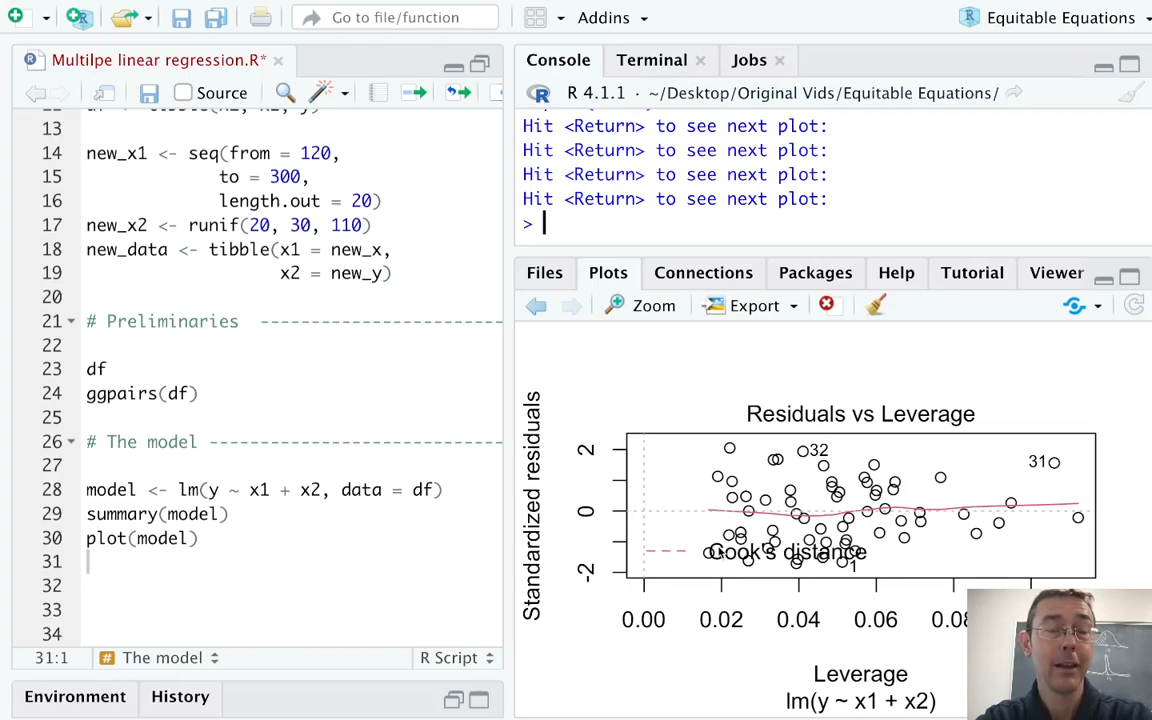 Go to file/function
Addins
Equitable Equations
Multilpe linear regression.R*
Source
13
14 new_x1 <- seq(from = 120,
15 to = 300,
16 length.out = 20)
17 new_x2 <- runif(20, 30, 110)
18 new_data <- tibble(x1 = new_x,
19 x2 = new_y)
20
21 # Preliminaries --------------------------------
22
23 df
24 ggpairs(df)
25
26 # The model --------------------------------
27
28 model <- lm(y ~ x1 + x2, data = df)
29 summary(model)
30 plot(model)
31
32
33
34
31:1 # The model R Script
Environment History
Console Terminal Jobs
R 4.1.1 · ~/Desktop/Original Vids/Equitable Equations/
Hit <Return> to see next plot:
Hit <Return> to see next plot:
Hit <Return> to see next plot:
Hit <Return> to see next plot:
>
Files Plots Connections Packages Help Tutorial Viewer
Zoom Export
Residuals vs Leverage
Standardized residuals
2
0
-2
32
31
1
Cook's distance
0.00 0.02 0.04 0.06
Leverage
lm(y ~ x1 + x2)